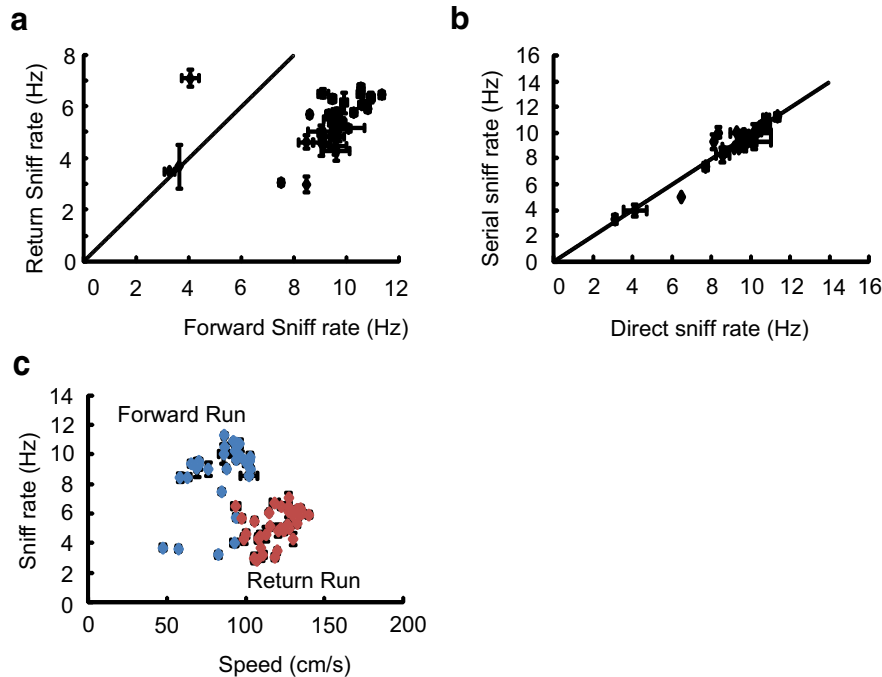 a
8
6
4
2
0
Return Sniff rate (Hz)
0 2 4 6 8 10 12
Forward Sniff rate (Hz)
b
16
14
12
10
8
6
4
2
0
Serial sniff rate (Hz)
0 2 4 6 8 10 12 14 16
Direct sniff rate (Hz)
c
14
12
10
8
6
4
2
0
Sniff rate (Hz)
Forward Run
Return Run
0 50 100 150 200
Speed (cm/s)